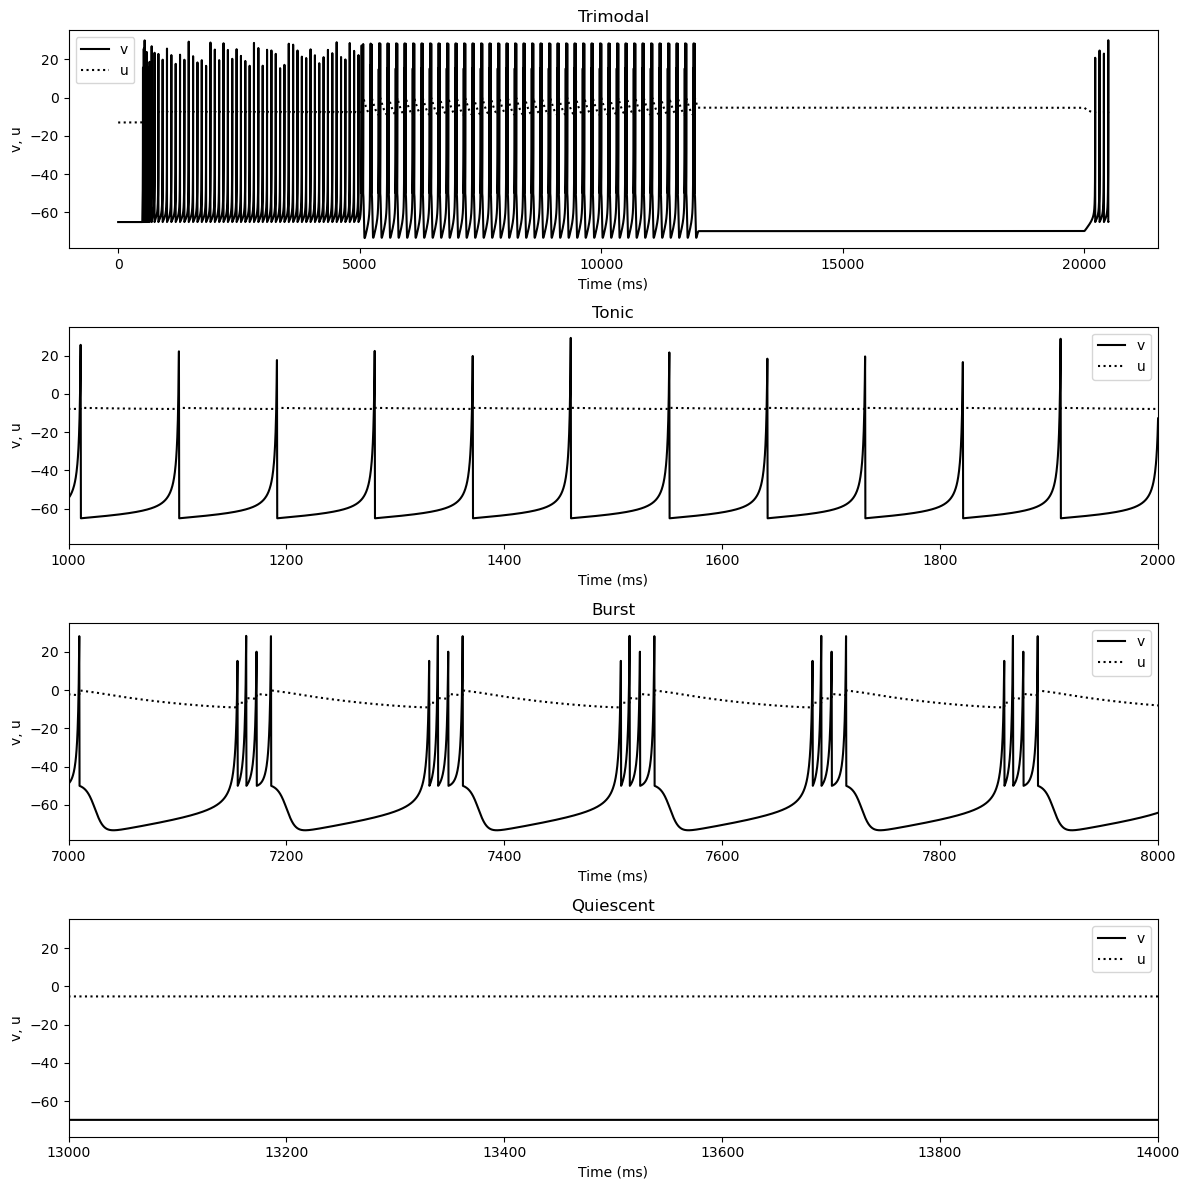 Trimodal
v
u
20
0
−20
−40
−60
v, u
0
5000
10000
15000
20000
Time (ms)
Tonic
v
u
20
0
−20
−40
−60
v, u
1000
1200
1400
1600
1800
2000
Time (ms)
Burst
v
u
20
0
−20
−40
−60
v, u
7000
7200
7400
7600
7800
8000
Time (ms)
Quiescent
v
u
20
0
−20
−40
−60
v, u
13000
13200
13400
13600
13800
14000
Time (ms)